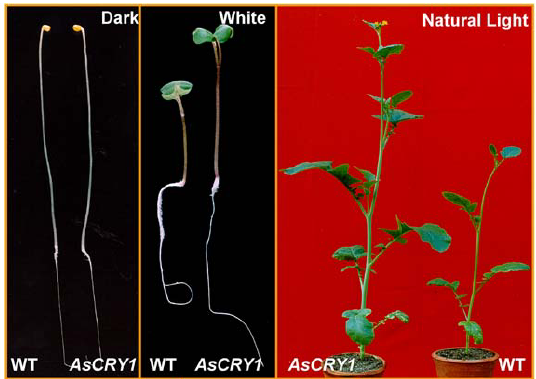 Dark
White
Natural Light
WT AsCRY1
WT AsCRY1
AsCRY1
WT